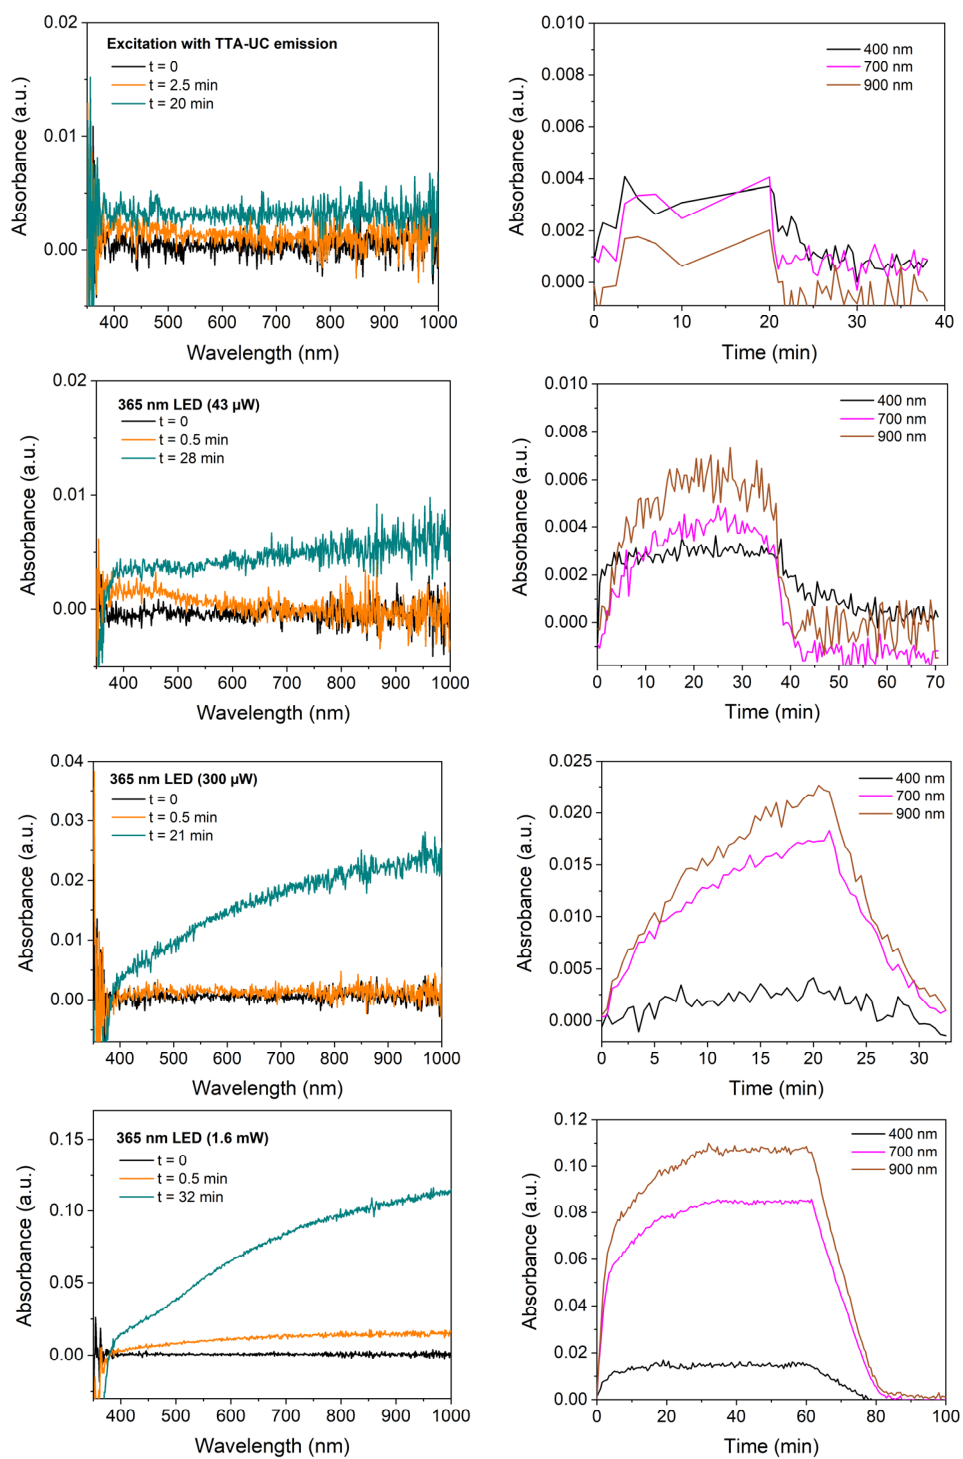 Excitation with TTA-UC emission
t = 0
t = 2.5 min
t = 20 min
0.02
0.01
0.00
Absorbance (a.u.)
400 500 600 700 800 900 1000
Wavelength (nm)
400 nm
700 nm
900 nm
0.010
0.008
0.006
0.004
0.002
0.000
Absorbance (a.u.)
0 10 20 30 40
Time (min)
365 nm LED (43 µW)
t = 0
t = 0.5 min
t = 28 min
0.02
0.01
0.00
Absorbance (a.u.)
400 500 600 700 800 900 1000
Wavelength (nm)
400 nm
700 nm
900 nm
0.010
0.008
0.006
0.004
0.002
0.000
Absorbance (a.u.)
0 10 20 30 40 50 60 70
Time (min)
365 nm LED (300 µW)
t = 0
t = 0.5 min
t = 21 min
0.04
0.03
0.02
0.01
0.00
Absorbance (a.u.)
400 500 600 700 800 900 1000
Wavelength (nm)
400 nm
700 nm
900 nm
0.025
0.020
0.015
0.010
0.005
0.000
Absrobance (a.u.)
0 5 10 15 20 25 30
Time (min)
365 nm LED (1.6 mW)
t = 0
t = 0.5 min
t = 32 min
0.15
0.10
0.05
0.00
Absorbance (a.u.)
400 500 600 700 800 900 1000
Wavelength (nm)
400 nm
700 nm
900 nm
0.12
0.10
0.08
0.06
0.04
0.02
0.00
Absorbance (a.u.)
0 20 40 60 80 100
Time (min)